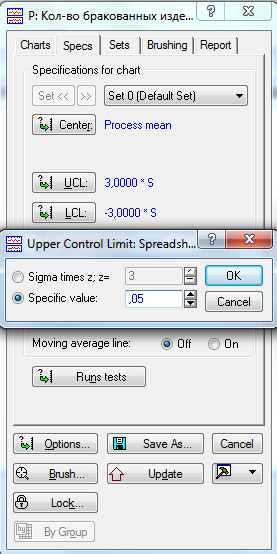 P: Кол-во бракованных изде...
Charts Specs Sets Brushing Report
Specifications for chart
Set << >> Set 0 (Default Set)
Center: Process mean
UCL: 3,0000 * S
LCL: -3,0000 * S
Upper Control Limit: Spreadsh...
Sigma times z; z= 3 OK
Specific value: ,05 Cancel
Moving average line: Off On
Runs tests
Options... Save As... Cancel
Brush... Update
Lock...
By Group